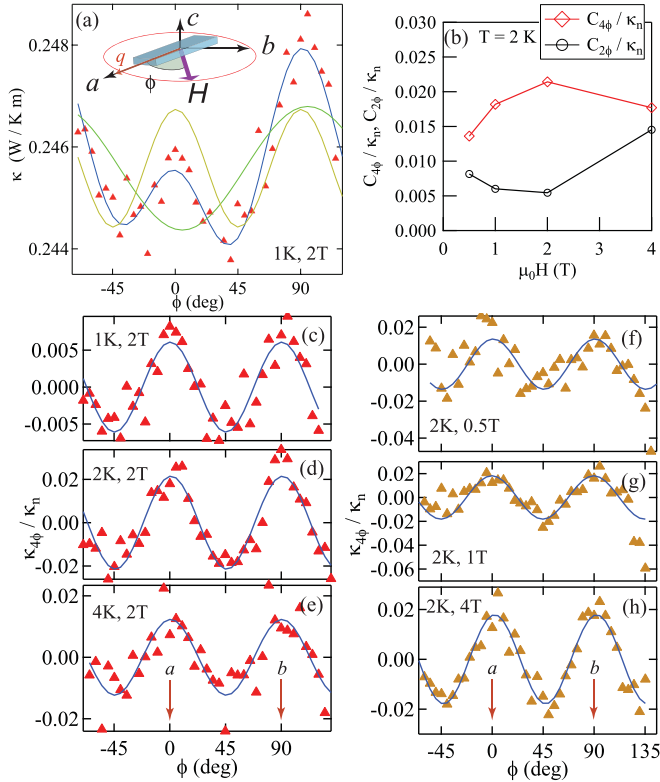 (a)
c
q
b
a
ϕ
H
κ (W / K m)
0.248
0.246
0.244
1K, 2T
-45 0 45 90
ϕ (deg)
C4ϕ / κn
C2ϕ / κn
(b) T = 2 K
C4ϕ / κn, C2ϕ / κn
0.030
0.025
0.020
0.015
0.010
0.005
0.000
1 2 3 4
μ0H (T)
1K, 2T (c)
0.005
0.000
-0.005
2K, 2T (d)
0.02
0.00
-0.02
κ4ϕ / κn
4K, 2T (e)
0.02
0.00
-0.02
a b
-45 0 45 90
ϕ (deg)
(f)
0.02
0.00
-0.02
-0.04
2K, 0.5T
(g)
0.04
0.02
0.00
-0.02
-0.04
-0.06
2K, 1T
κ4ϕ / κn
2K, 4T (h)
0.02
0.00
-0.02
a b
-45 0 45 90 135
ϕ (deg)